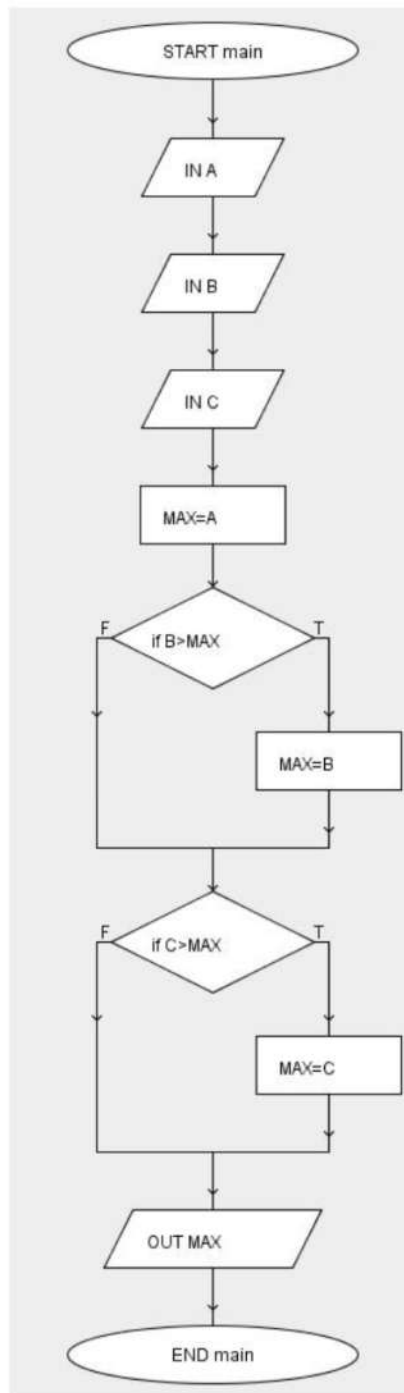 START main
IN A
IN B
IN C
MAX=A
F
T
if B>MAX
MAX=B
F
T
if C>MAX
MAX=C
OUT MAX
END main